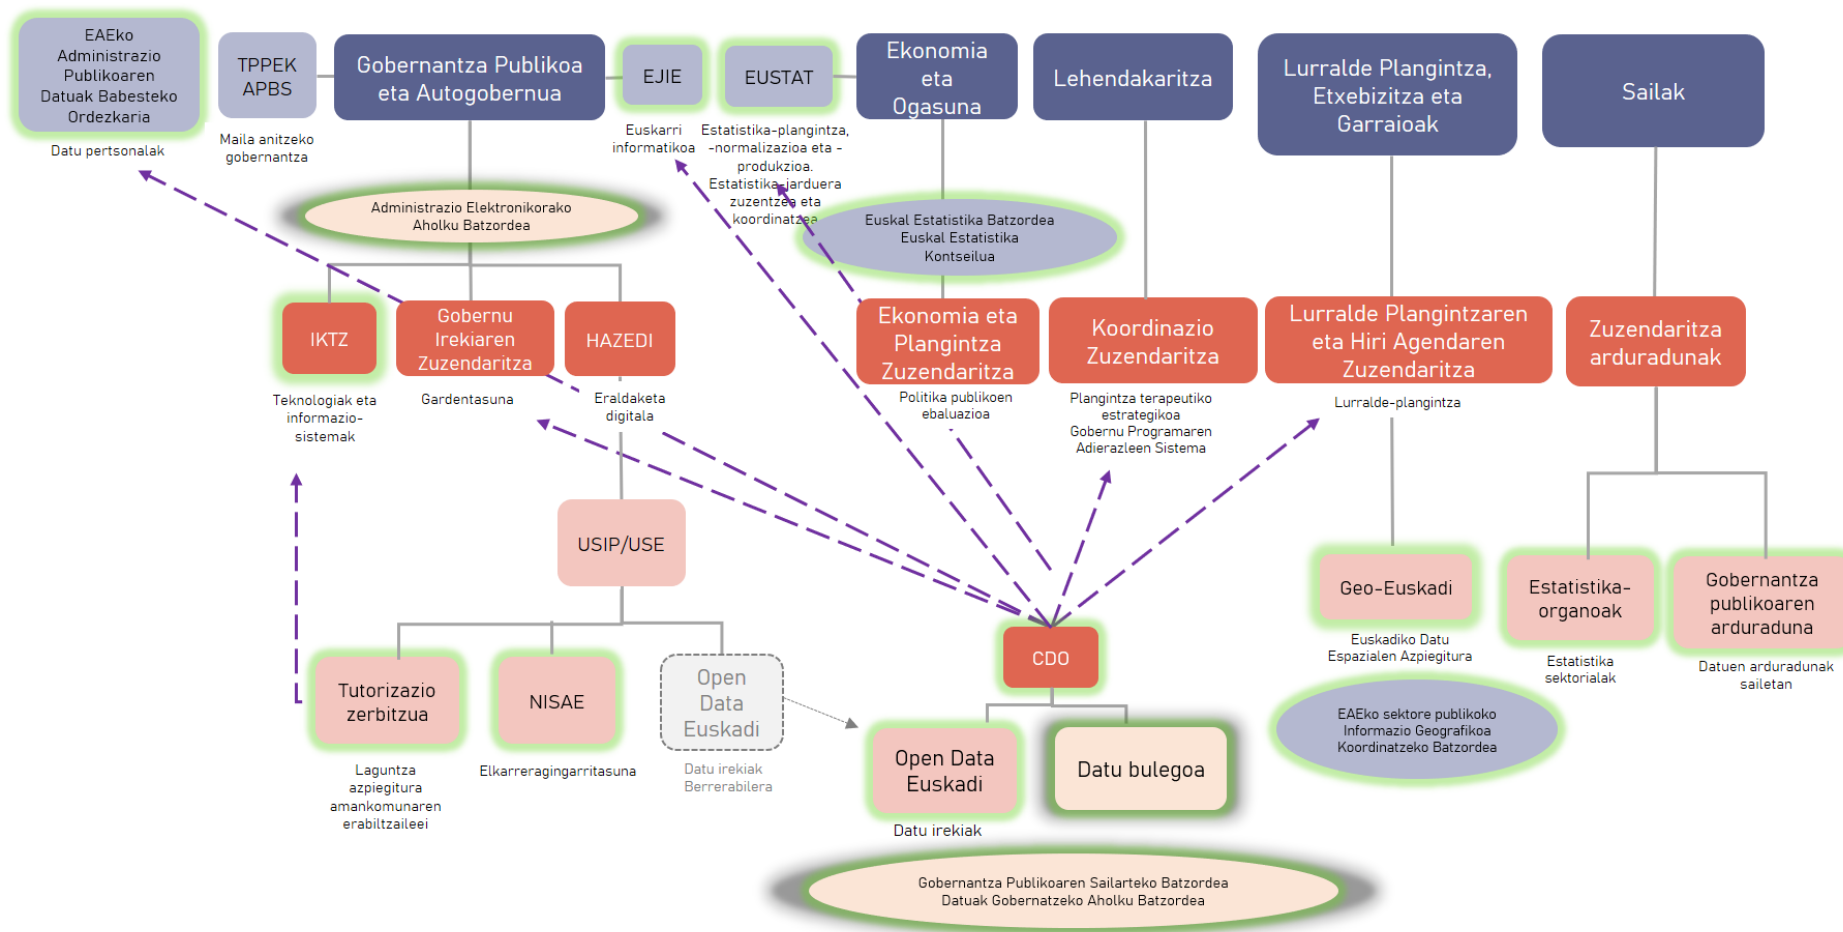 EAEko
Administrazio
Publikoaren
Datuak Babesteko
Ordezkaria
Datu pertsonalak
TPPEK
APBS
Maila anitzeko
gobernantza
Gobernantza Publikoa
eta Autogobernua
EJIE
Euskarri
informatikoa
EUSTAT
Estatistika-plangintza,
-normalizazioa eta -
produkzioa.
Estatistika-jarduera
zuzentzea eta
koordinatzea
Ekonomia
eta
Ogasuna
Lehendakaritza
Lurralde Plangintza,
Etxebizitza eta
Garraioak
Sailak
Administrazio Elektronikorako
Aholku Batzordea
Euskal Estatistika Batzordea
Euskal Estatistika
Kontseilua
IKTZ
Teknologiak eta
informazio-
sistemak
Gobernu
Irekiaren
Zuzendaritza
Gardentasuna
HAZEDI
Eraldaketa
digitala
Ekonomia eta
Plangintza
Zuzendaritza
Politika publikoen
ebaluazioa
Koordinazio
Zuzendaritza
Plangintza terapeutiko
estrategikoa
Gobernu Programaren
Adierazleen Sistema
Lurralde Plangintzaren
eta Hiri Agendaren
Zuzendaritza
Lurralde-plangintza
Zuzendaritza
arduradunak
USIP/USE
Geo-Euskadi
Euskadiko Datu
Espazialen Azpiegitura
Estatistika-
organoak
Estatistika
sektorialak
Gobernantza
publikoaren
arduraduna
Datuen arduradunak
sailetan
CDO
Tutorizazio
zerbitzua
Laguntza
azpiegitura
amankomunaren
erabiltzaileei
NISAE
Elkarreragingarritasuna
Open
Data
Euskadi
Datu irekiak
Berrerabilera
Open Data
Euskadi
Datu irekiak
Datu bulegoa
EAEko sektore publikoko
Informazio Geografikoa
Koordinatzeko Batzordea
Gobernantza Publikoaren Sailarteko Batzordea
Datuak Gobernatzeko Aholku Batzordea